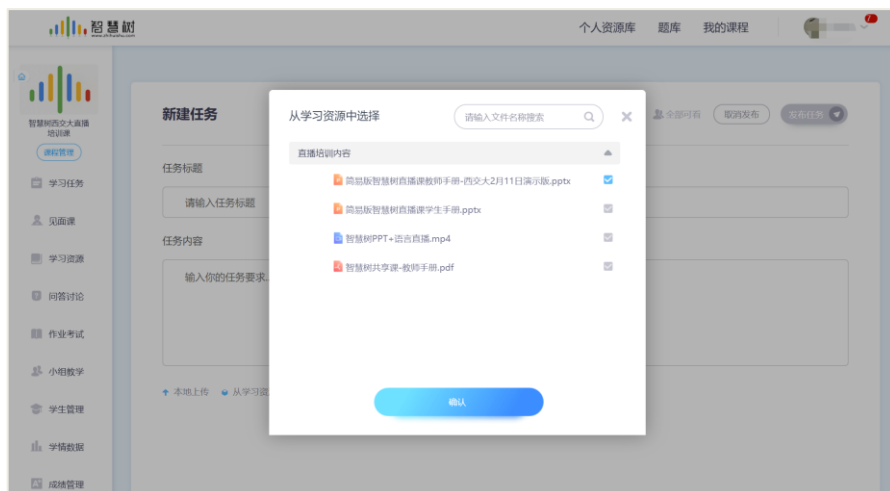 智慧树
www.zhihuishu.com
个人资源库
题库
我的课程
智慧树西交大直播
培训课
课程管理
学习任务
见面课
学习资源
问答讨论
作业考试
小组教学
学生管理
学情数据
成绩管理
新建任务
全部可看
取消发布
发布任务
任务标题
请输入任务标题
任务内容
输入你的任务要求.
本地上传
从学习资
从学习资源中选择
请输入文件名称搜索
直播培训内容
简易版智慧树直播课教师手册-西交大2月11日演示版.pptx
简易版智慧树直播课学生手册.pptx
智慧树PPT+语言直播.mp4
智慧树共享课-教师手册.pdf
确认